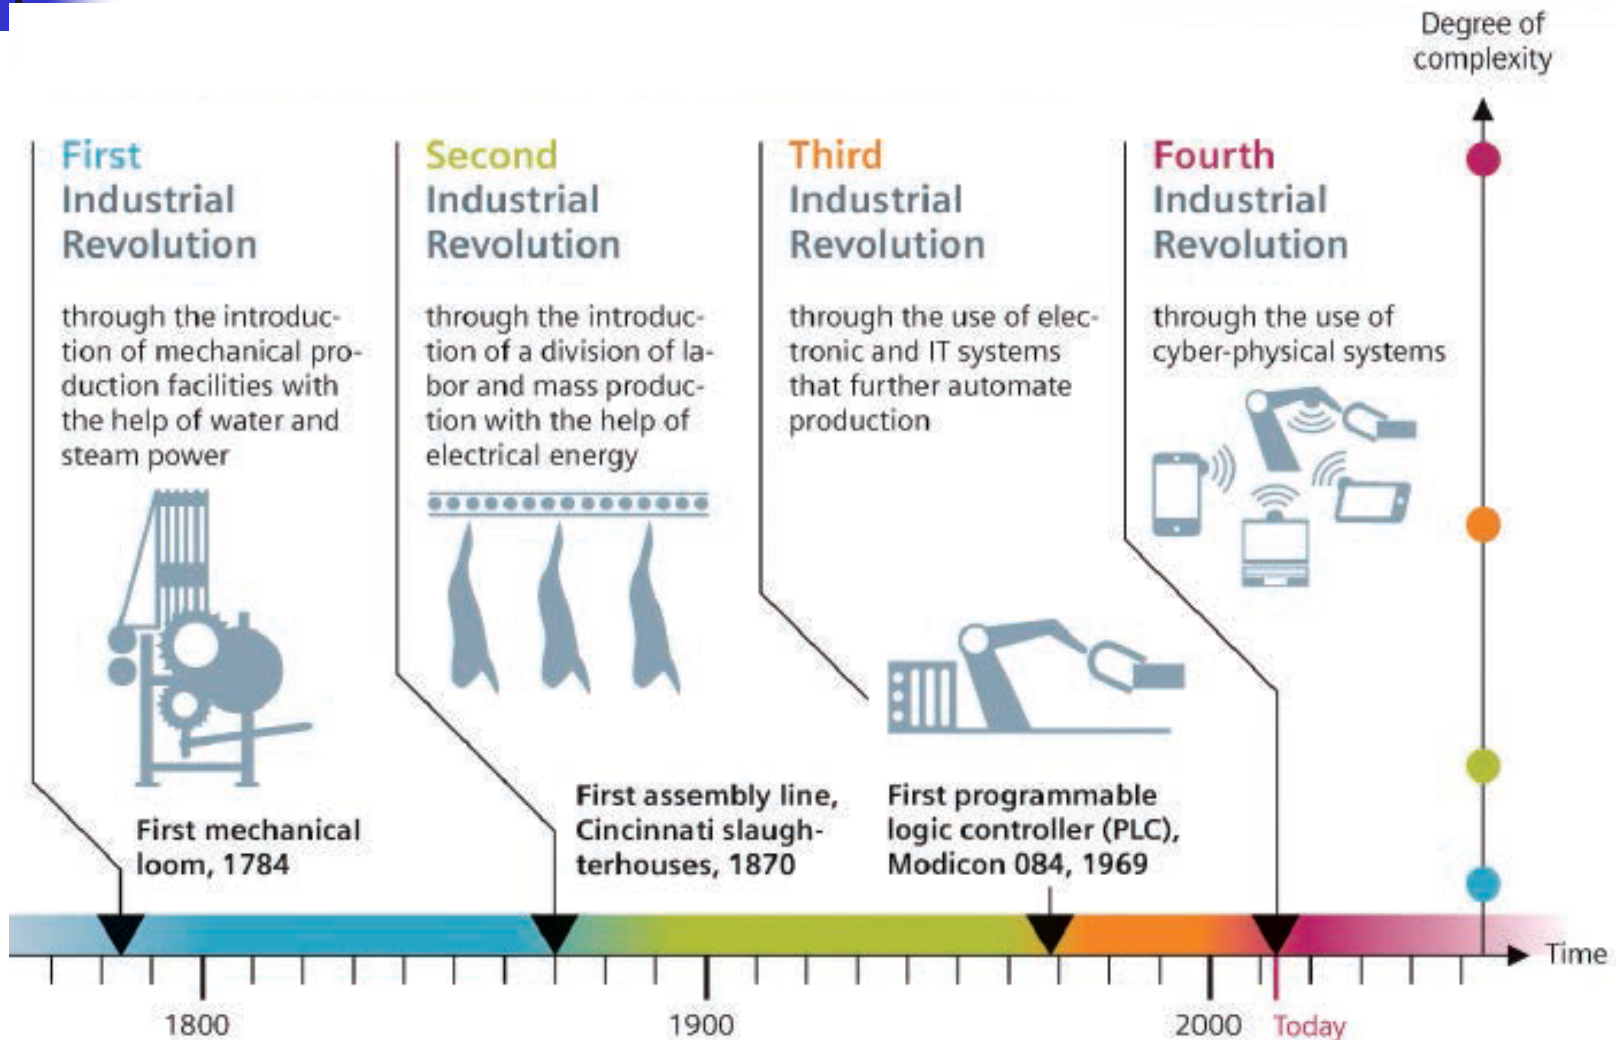 Degree of
complexity
First
Industrial
Revolution
through the introduc-
tion of mechanical pro-
duction facilities with
the help of water and
steam power
First mechanical
loom, 1784
Second
Industrial
Revolution
through the introduc-
tion of a division of la-
bor and mass produc-
tion with the help of
electrical energy
First assembly line,
Cincinnati slaugh-
terhouses, 1870
Third
Industrial
Revolution
through the use of elec-
tronic and IT systems
that further automate
production
First programmable
logic controller (PLC),
Modicon 084, 1969
Fourth
Industrial
Revolution
through the use of
cyber-physical systems
Time
1800
1900
2000
Today